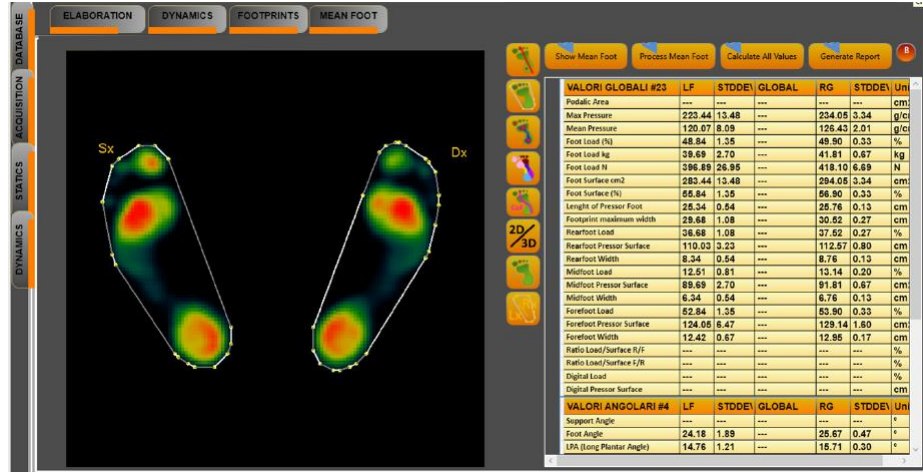 ELABORATION DYNAMICS FOOTPRINTS MEAN FOOT
DATABASE
ACQUISITION
STATICS
DYNAMICS
Sx
Dx
2D/3D
Show Mean Foot Process Mean Foot Calculate All Values Generate Report B
VALORI GLOBALI #23 LF STDDEV GLOBAL RG STDDEV Uni
Podalic Area --- --- --- --- --- cm
Max Pressure 223.44 13.48 --- 234.05 3.34 g/c
Mean Pressure 120.07 8.09 --- 126.43 2.01 g/c
Foot Load (%) 48.84 1.35 --- 49.90 0.33 %
Foot Load kg 39.69 2.70 --- 41.81 0.67 kg
Foot Load N 396.89 26.95 --- 418.10 6.69 N
Foot Surface cm2 283.44 13.48 --- 294.05 3.34 cm
Foot Surface (%) 55.84 1.35 --- 56.90 0.33 %
Lenght of Pressor Foot 25.34 0.54 --- 25.76 0.13 cm
Footprint maximum width 29.68 1.08 --- 30.52 0.27 cm
Rearfoot Load 36.68 1.08 --- 37.52 0.27 %
Rearfoot Pressor Surface 110.03 3.23 --- 112.57 0.80 cm
Rearfoot Width 8.34 0.54 --- 8.76 0.13 cm
Midfoot Load 12.51 0.81 --- 13.14 0.20 %
Midfoot Pressor Surface 89.69 2.70 --- 91.81 0.67 cm
Midfoot Width 6.34 0.54 --- 6.76 0.13 cm
Forefoot Load 52.84 1.35 --- 53.90 0.33 %
Forefoot Pressor Surface 124.05 6.47 --- 129.14 1.60 cm
Forefoot Width 12.42 0.67 --- 12.95 0.17 cm
Ratio Load/Surface R/F --- --- --- --- --- %
Ratio Load/Surface F/R --- --- --- --- --- %
Digital Load --- --- --- --- --- %
Digital Pressor Surface --- --- --- --- --- cm
VALORI ANGOLARI #4 LF STDDEV GLOBAL RG STDDEV Uni
Support Angle --- --- --- --- --- °
Foot Angle 24.18 1.89 --- 25.67 0.47 °
LPA (Long Plantar Angle) 14.76 1.21 --- 15.71 0.30 °